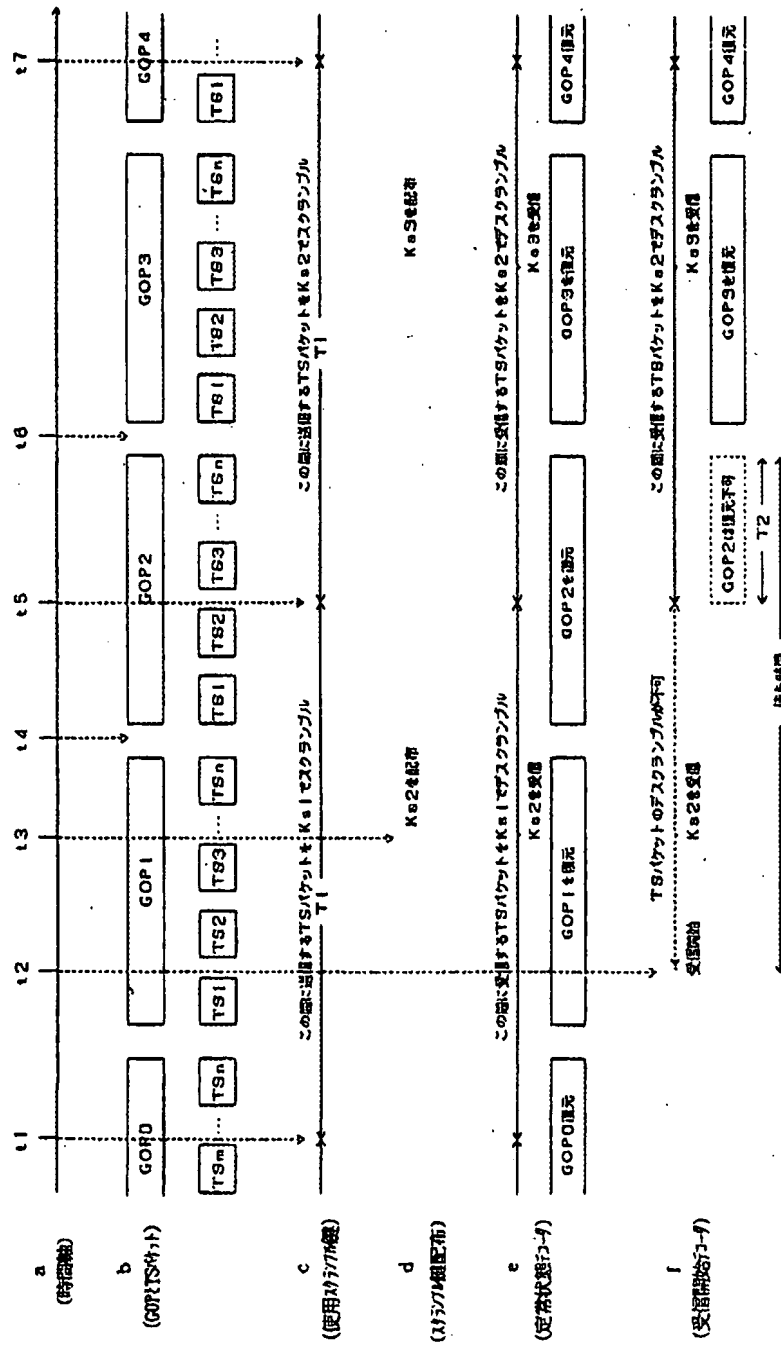 a
(時間軸)
t1 t2 t3 t4 t5 t6 t7
b
(GOPとTSパケット)
GOP0 GOP1 GOP2 GOP3 GOP4
TSm …… TSn TS1 TS2 TS3 …… TSn TS1 TS2 TS3 …… TSn TS1 TS2 TS3 …… TSn TS1 ……
c
(使用スクランブル鍵)
この間に送信するTSパケットをKs1でスクランブル
T1
この間に送信するTSパケットをKs2でスクランブル
T1
d
(スクランブル鍵配布)
Ks2を配布
Ks3を配布
e
(定常状態デコーダ)
この間に受信するTSパケットをKs1でデスクランブル
この間に受信するTSパケットをKs2でデスクランブル
Ks2を受信
Ks3を受信
GOP0復元 GOP1を復元 GOP2を復元 GOP3を復元 GOP4復元
f
(受信開始デコーダ)
TSパケットのデスクランブルが不可
この間に受信するTSパケットをKs2でデスクランブル
受信開始
Ks2を受信
Ks3を受信
GOP2は復元不可
GOP3を復元
GOP4復元
T2